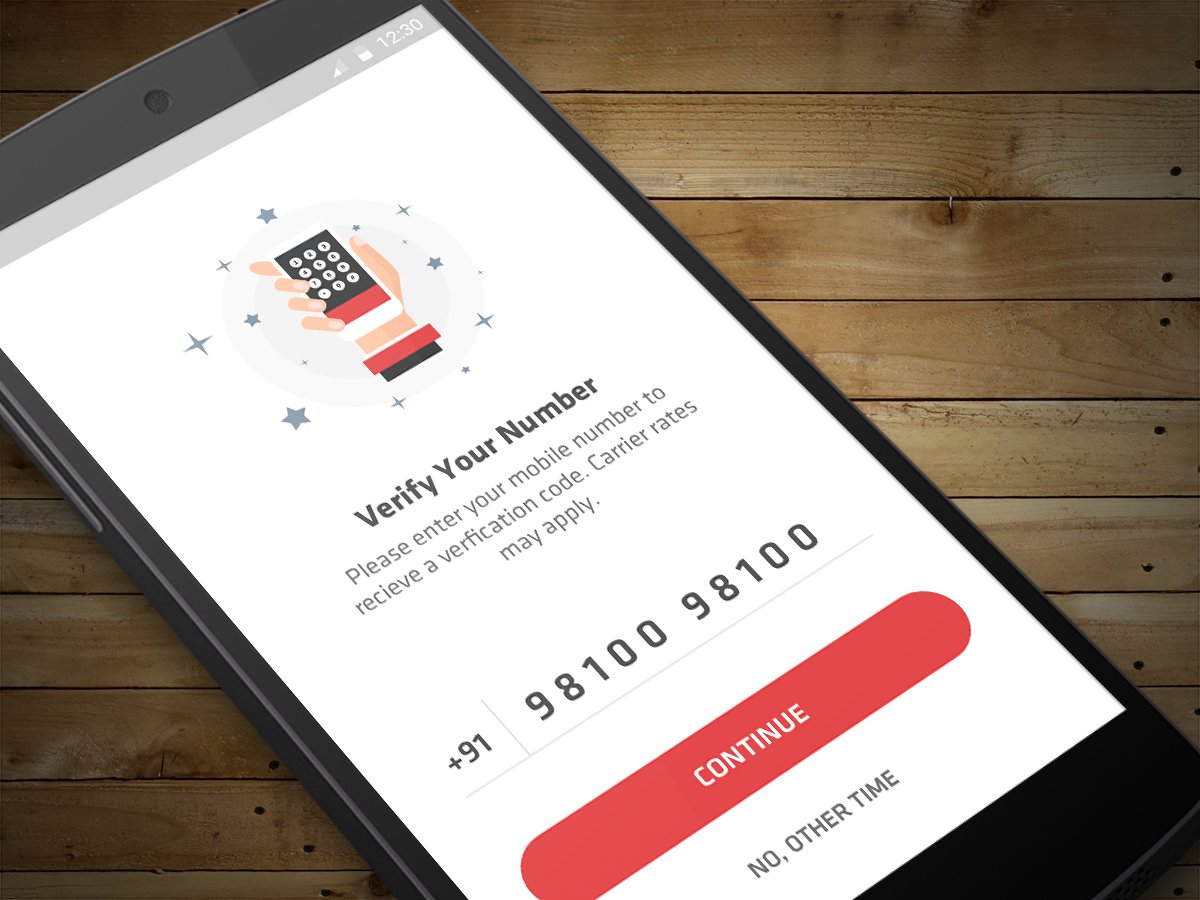 12:30
Verify Your Number
Please enter your mobile number to
recieve a verfication code. Carrier rates
may apply.
+91 98100 98100
CONTINUE
NO, OTHER TIME